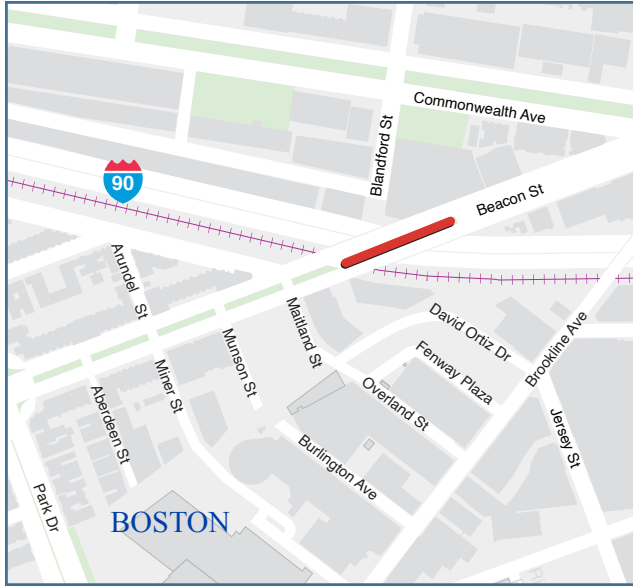 Commonwealth Ave
Blandford St
90
Beacon St
Arundel St
Maitland St
David Ortiz Dr
Brookline Ave
Munson St
Fenway Plaza
Miner St
Overland St
Aberdeen St
Jersey St
Burlington Ave
Park Dr
BOSTON